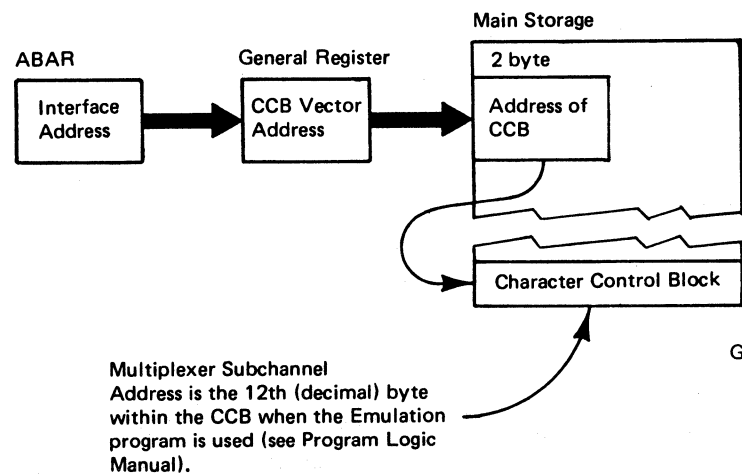 Main Storage
ABAR
General Register
2 byte
Interface
Address
CCB Vector
Address
Address of
CCB
Character Control Block
G
Multiplexer Subchannel
Address is the 12th (decimal) byte
within the CCB when the Emulation
program is used (see Program Logic
Manual).